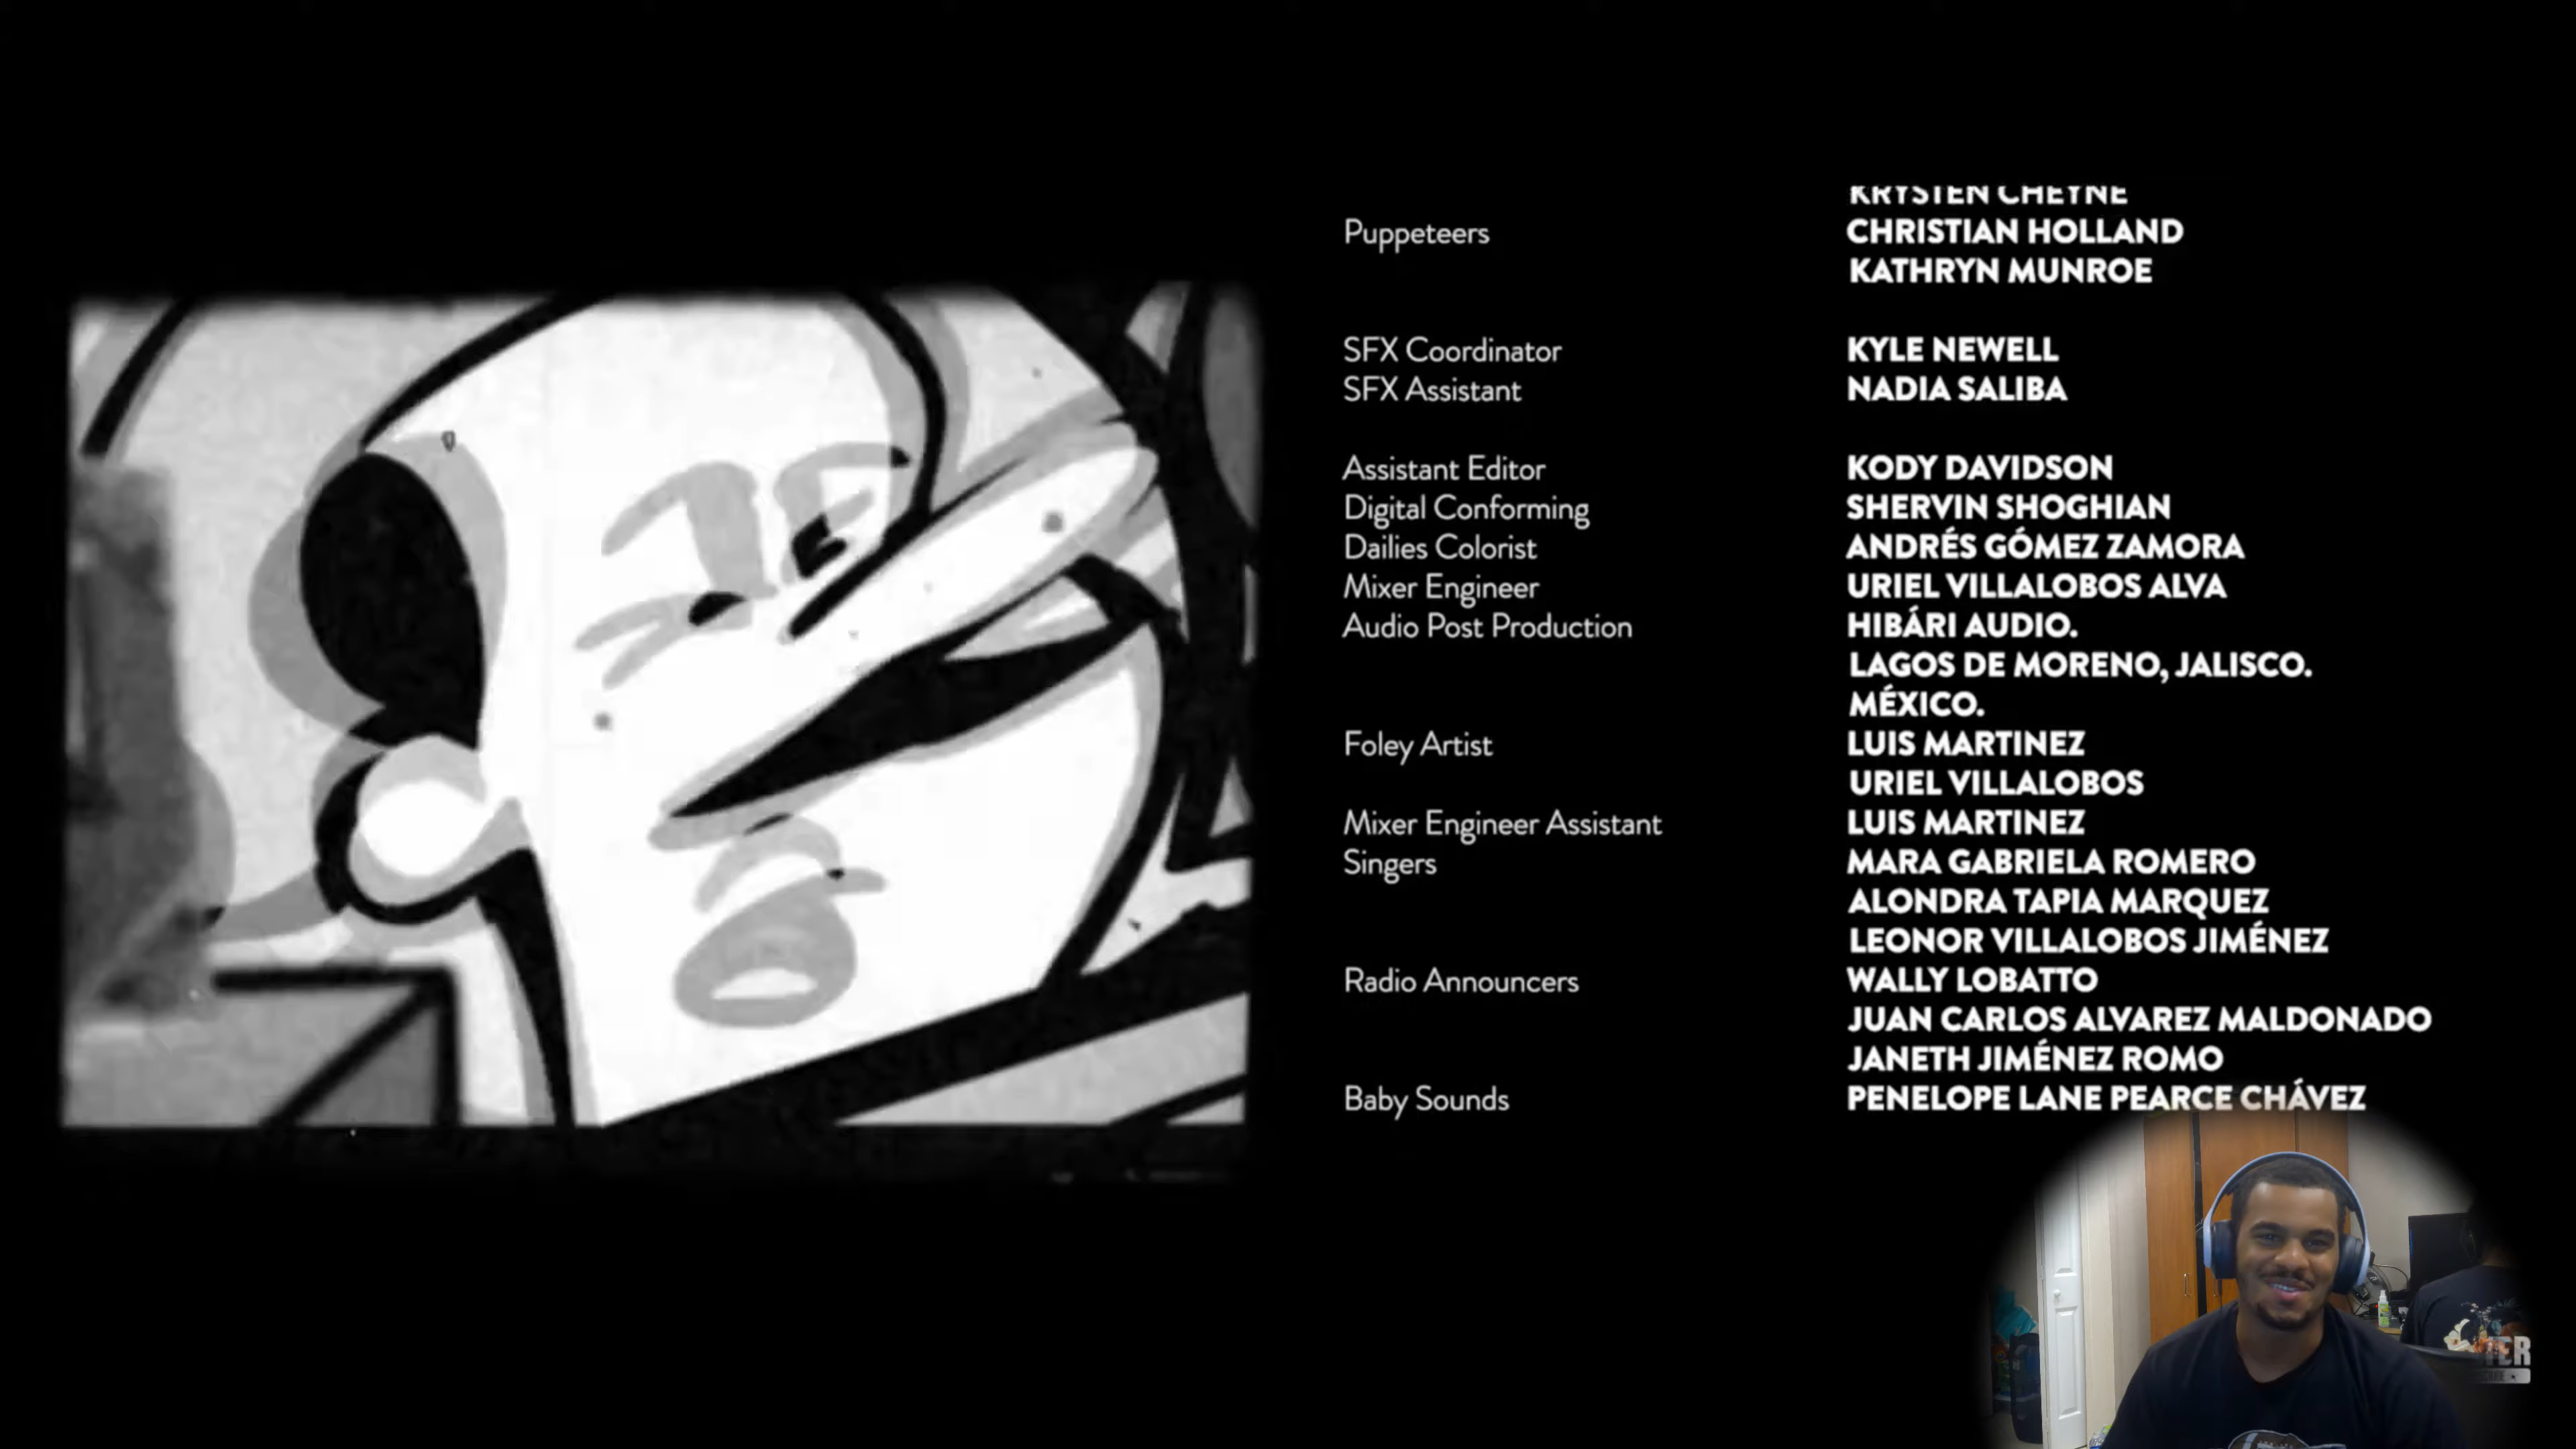 KRYSTEN CHEYNE
Puppeteers CHRISTIAN HOLLAND
KATHRYN MUNROE
SFX Coordinator KYLE NEWELL
SFX Assistant NADIA SALIBA
Assistant Editor KODY DAVIDSON
Digital Conforming SHERVIN SHOGHIAN
Dailies Colorist ANDRÉS GÓMEZ ZAMORA
Mixer Engineer URIEL VILLALOBOS ALVA
Audio Post Production HIBÁRI AUDIO.
LAGOS DE MORENO, JALISCO.
MÉXICO.
Foley Artist LUIS MARTINEZ
URIEL VILLALOBOS
Mixer Engineer Assistant LUIS MARTINEZ
Singers MARA GABRIELA ROMERO
ALONDRA TAPIA MARQUEZ
LEONOR VILLALOBOS JIMÉNEZ
Radio Announcers WALLY LOBATTO
JUAN CARLOS ALVAREZ MALDONADO
JANETH JIMÉNEZ ROMO
Baby Sounds PENELOPE LANE PEARCE CHÁVEZ